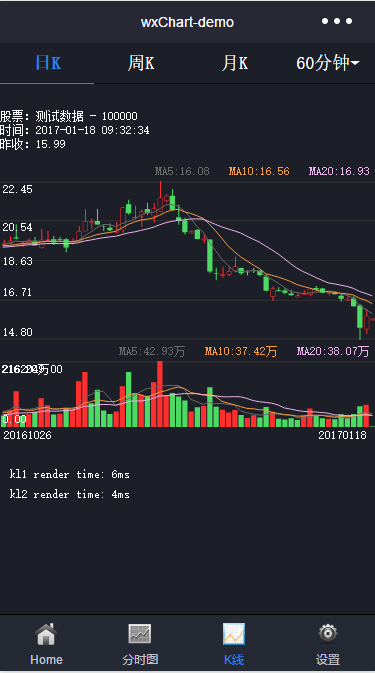 wxChart-demo
日K 周K 月K 60分钟
股票: 测试数据 - 100000
时间: 2017-01-18 09:32:34
昨收: 15.99
MA5:16.08 MA10:16.56 MA20:16.93
22.45
20.54
18.63
16.71
14.80
MA5:42.93万 MA10:37.42万 MA20:38.07万
0.00
20161026 20170118
kl1 render time: 6ms
kl2 render time: 4ms
Home 分时图 K线 设置